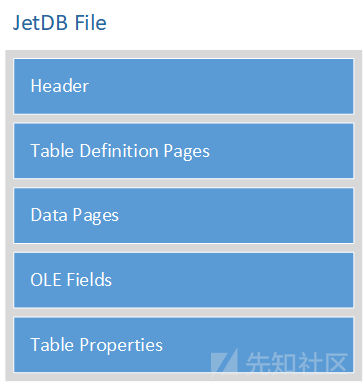 JetDB File
Header
Table Definition Pages
Data Pages
OLE Fields
Table Properties
先知社区